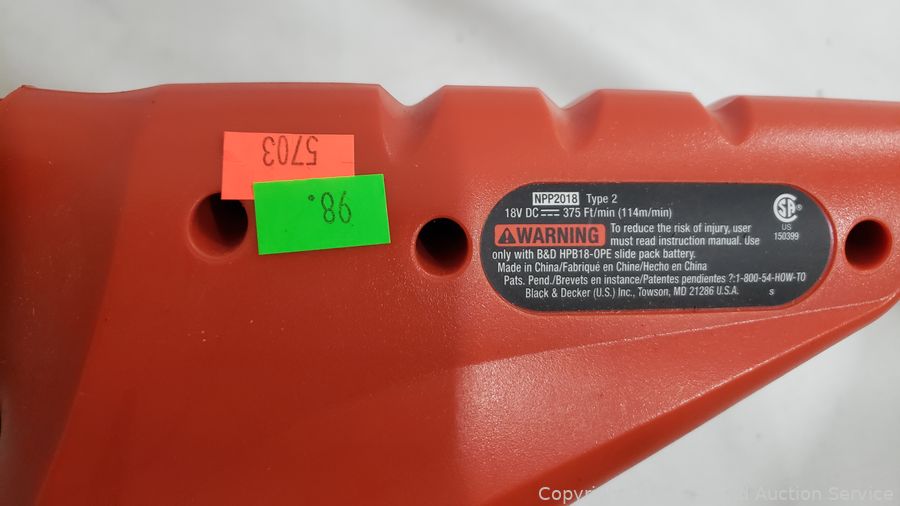 5703
98.
NPP2018 Type 2
18V DC 375 Ft/min (114m/min)
WARNING To reduce the risk of injury, user
must read instruction manual. Use
only with B&D HPB18-OPE slide pack battery.
Made in China/Fabriqué en Chine/Hecho en China
Pats. Pend./Brevets en instance/Patentes pendientes ?:1-800-54-HOW-TO
Black & Decker (U.S.) Inc., Towson, MD 21286 U.S.A. s
SA
US
150399
Copyright Auction Service